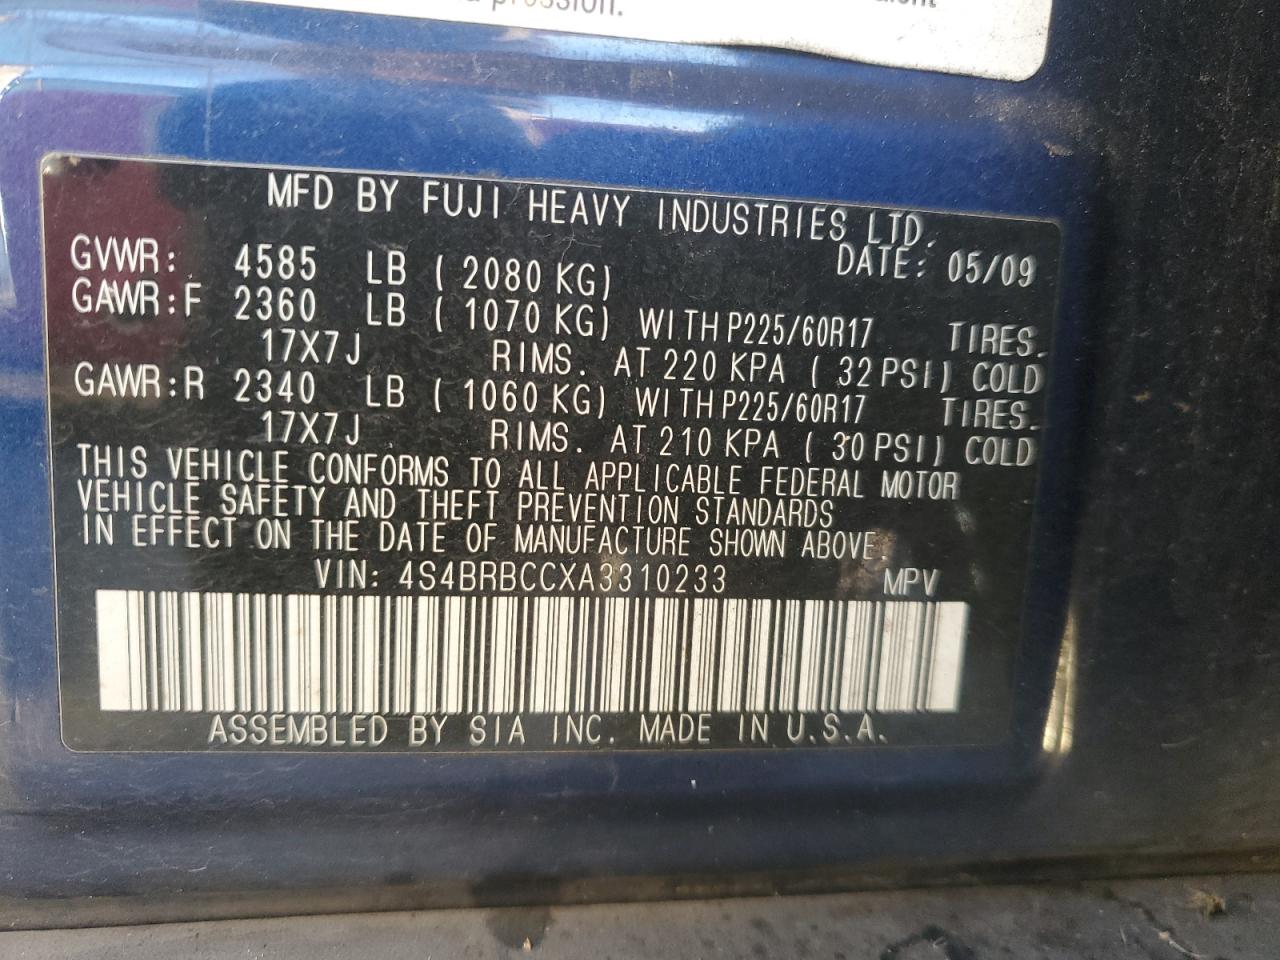 pression.
MFD BY FUJI HEAVY INDUSTRIES LTD.
DATE: 05/09
GVWR: 4585 LB ( 2080 KG)
GAWR:F 2360 LB ( 1070 KG) WITH P225/60R17 TIRES.
17X7J RIMS. AT 220 KPA ( 32 PSI) COLD
GAWR:R 2340 LB ( 1060 KG) WITH P225/60R17 TIRES.
17X7J RIMS. AT 210 KPA ( 30 PSI) COLD
THIS VEHICLE CONFORMS TO ALL APPLICABLE FEDERAL MOTOR
VEHICLE SAFETY AND THEFT PREVENTION STANDARDS
IN EFFECT ON THE DATE OF MANUFACTURE SHOWN ABOVE.
VIN: 4S4BRBCCXA3310233 MPV
ASSEMBLED BY SIA INC. MADE IN U.S.A.